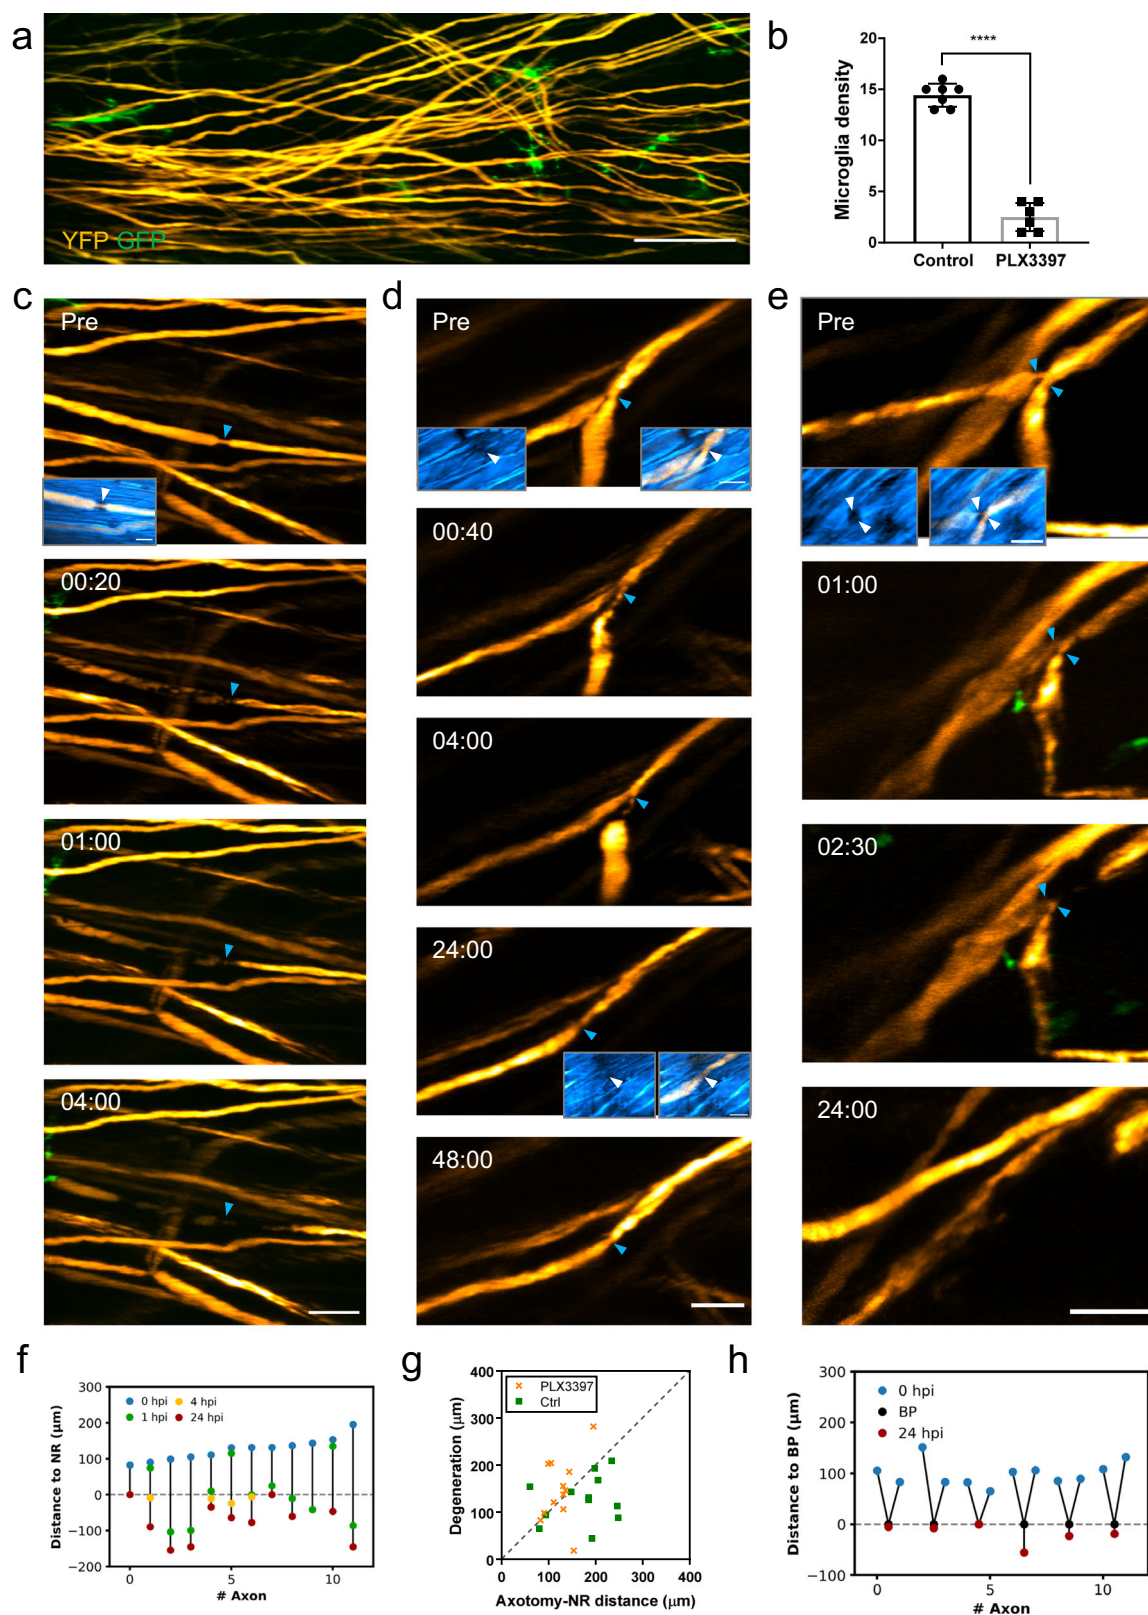 a
YFP GFP
b
20
15
10
5
0
Microglia density
****
Control
PLX3397
c
Pre
00:20
01:00
04:00
d
Pre
00:40
04:00
24:00
48:00
e
Pre
01:00
02:30
24:00
f
300
200
100
0
−100
−200
Distance to NR (μm)
0 hpi
4 hpi
1 hpi
24 hpi
0
5
10
# Axon
g
400
300
200
100
0
Degeneration (μm)
PLX3397
Ctrl
0
100
200
300
400
Axotomy-NR distance (μm)
h
300
200
100
0
−100
Distance to BP (μm)
0 hpi
BP
24 hpi
0
5
10
# Axon